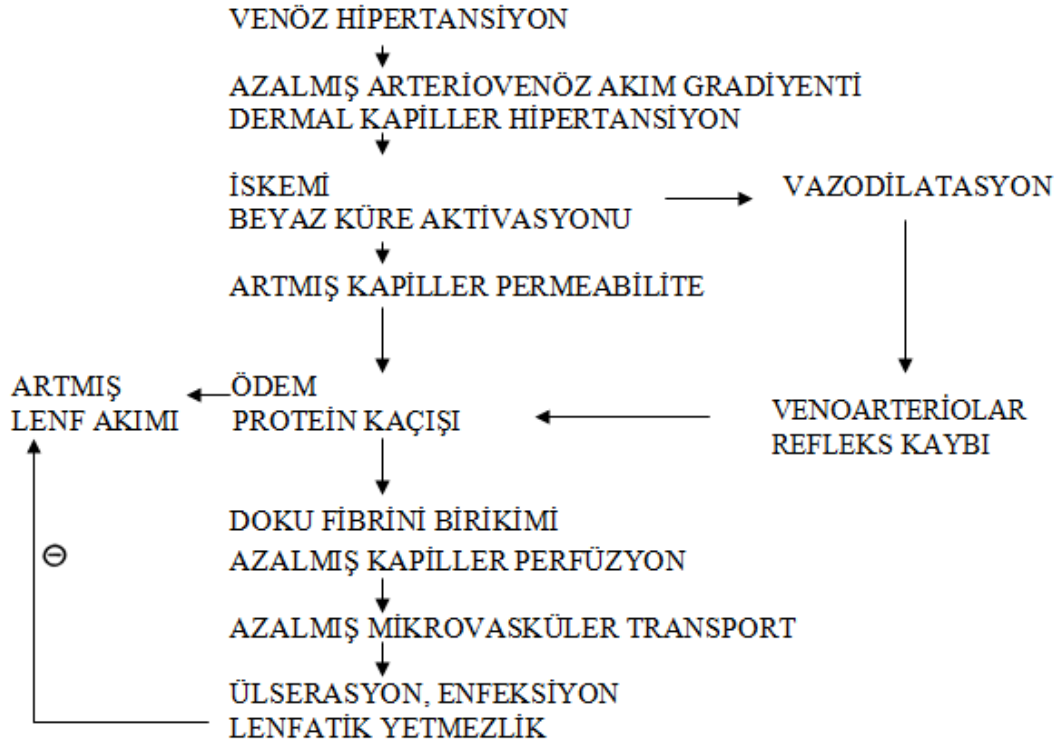 VENÖZ HİPERTANSİYON
AZALMIŞ ARTERİOVENÖZ AKIM GRADİYENTİ
DERMAL KAPİLLER HİPERTANSİYON
İSKEMİ
BEYAZ KÜRE AKTİVASYONU
VAZODİLATASYON
ARTMIŞ KAPİLLER PERMEABİLİTE
ARTMIŞ
LENF AKIMI
ÖDEM
PROTEİN KAÇIŞI
VENOARTERİOLAR
REFLEKS KAYBI
DOKU FİBRİNİ BİRİKİMİ
AZALMIŞ KAPİLLER PERFÜZYON
AZALMIŞ MİKROVASKÜLER TRANSPORT
ÜLSERASYON, ENFEKSİYON
LENFATİK YETMEZLİK
⊖